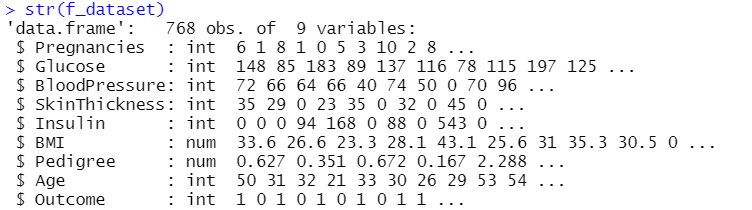 > str(f_dataset)
'data.frame':   768 obs. of  9 variables:
 $ Pregnancies  : int  6 1 8 1 0 5 3 10 2 8 ...
 $ Glucose      : int  148 85 183 89 137 116 78 115 197 125 ...
 $ BloodPressure: int  72 66 64 66 40 74 50 0 70 96 ...
 $ SkinThickness: int  35 29 0 23 35 0 32 0 45 0 ...
 $ Insulin      : int  0 0 0 94 168 0 88 0 543 0 ...
 $ BMI          : num  33.6 26.6 23.3 28.1 43.1 25.6 31 35.3 30.5 0 ...
 $ Pedigree     : num  0.627 0.351 0.672 0.167 2.288 ...
 $ Age          : int  50 31 32 21 33 30 26 29 53 54 ...
 $ Outcome      : int  1 0 1 0 1 0 1 0 1 1 ...